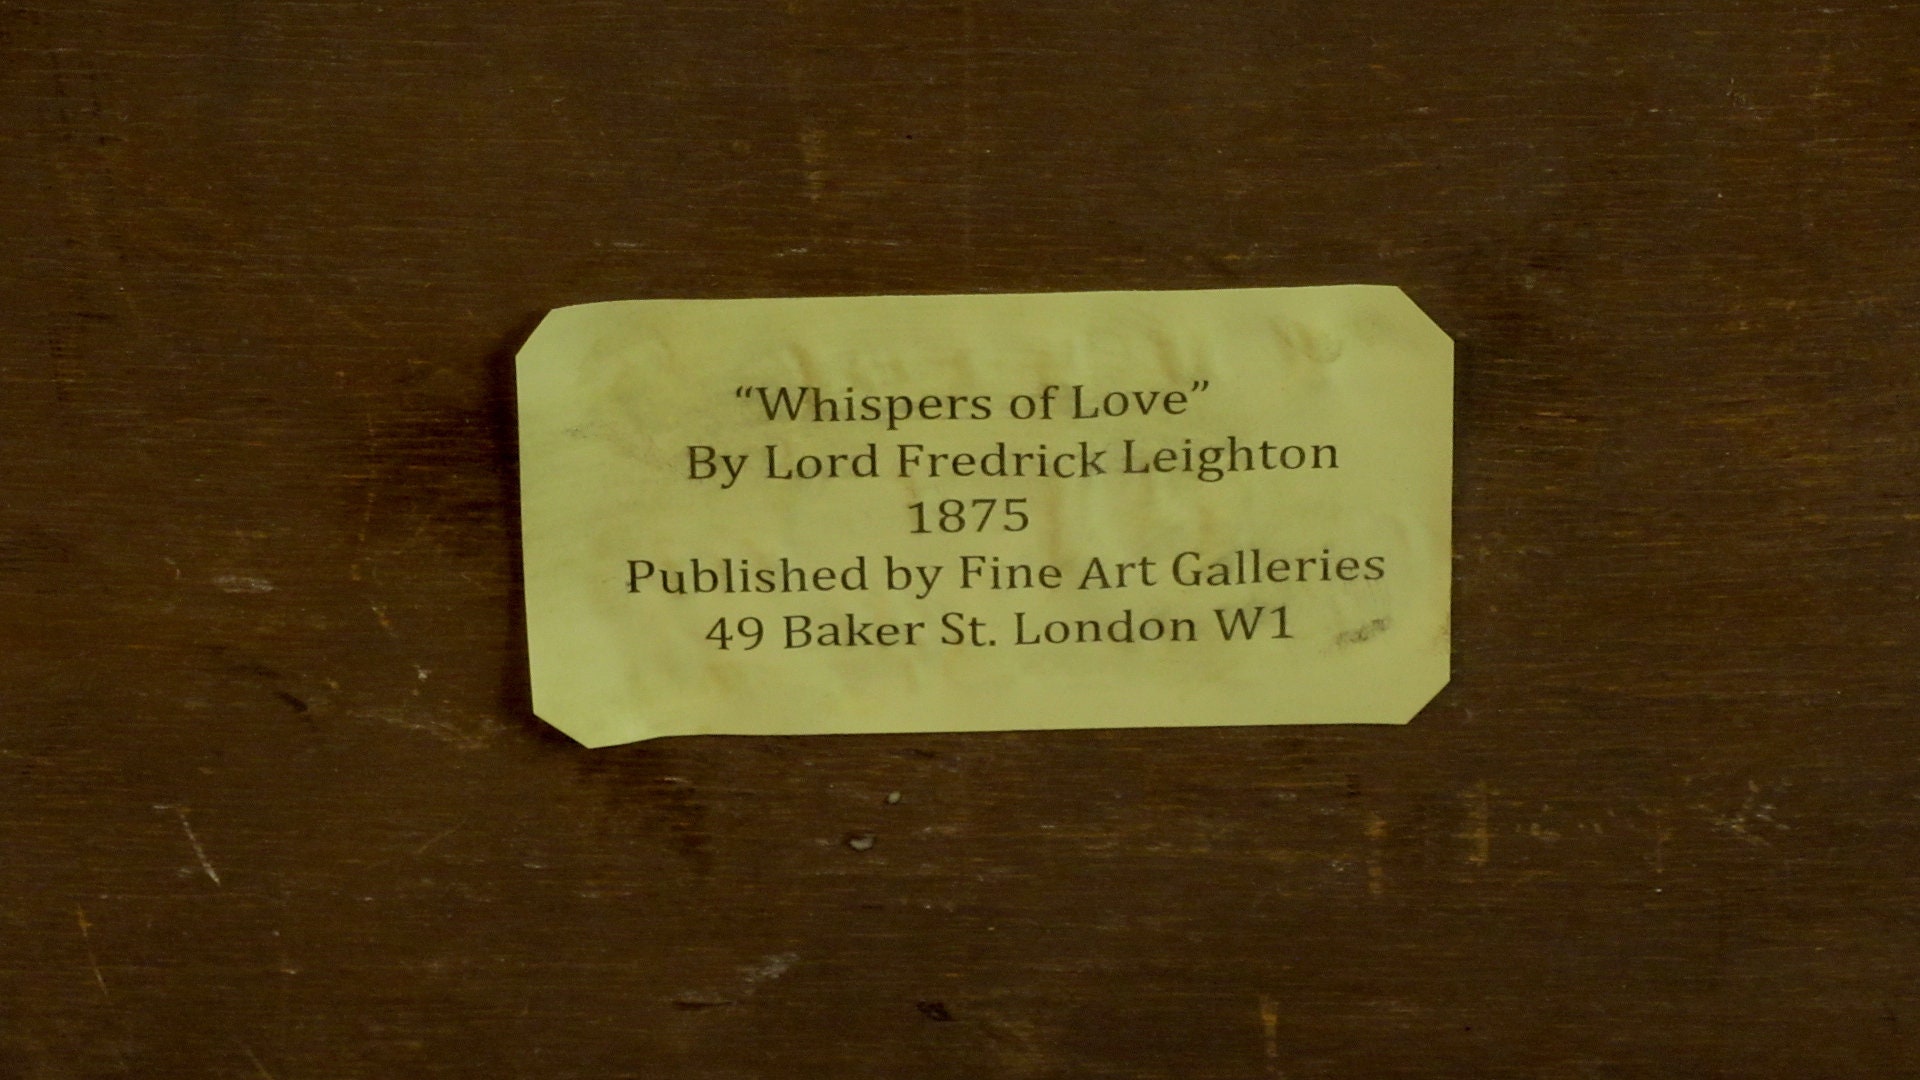 “Whispers of Love”
By Lord Fredrick Leighton
1875
Published by Fine Art Galleries
49 Baker St. London W1